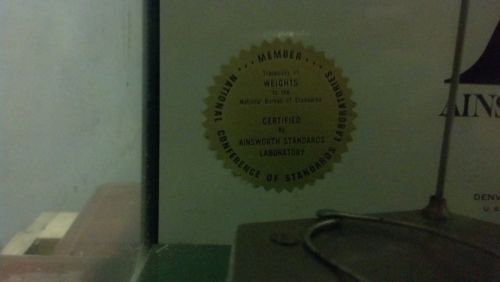 MEMBER
NATIONAL CONFERENCE OF STANDARDS LABORATORIES
Traceability of
WEIGHTS
to the
National Bureau of Standards
CERTIFIED
By
AINSWORTH STANDARDS
LABORATORY
AINS
DENV
U.S.